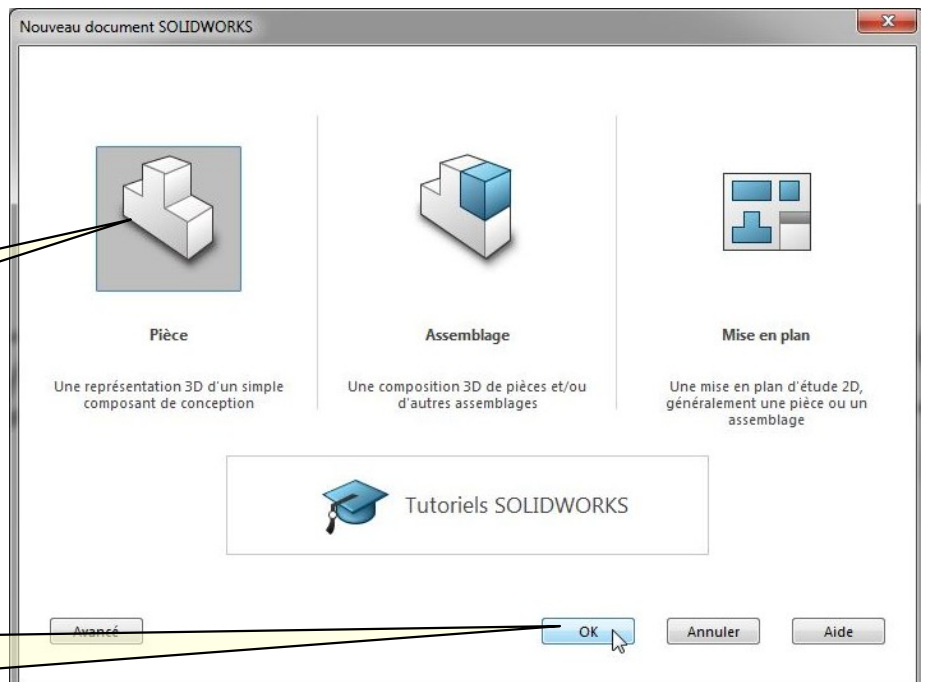 Nouveau document SOLIDWORKS
Pièce
Assemblage
Mise en plan
Une représentation 3D d'un simple
composant de conception
Une composition 3D de pièces et/ou
d'autres assemblages
Une mise en plan d'étude 2D,
généralement une pièce ou un
assemblage
Tutoriels SOLIDWORKS
Avancé
OK
Annuler
Aide